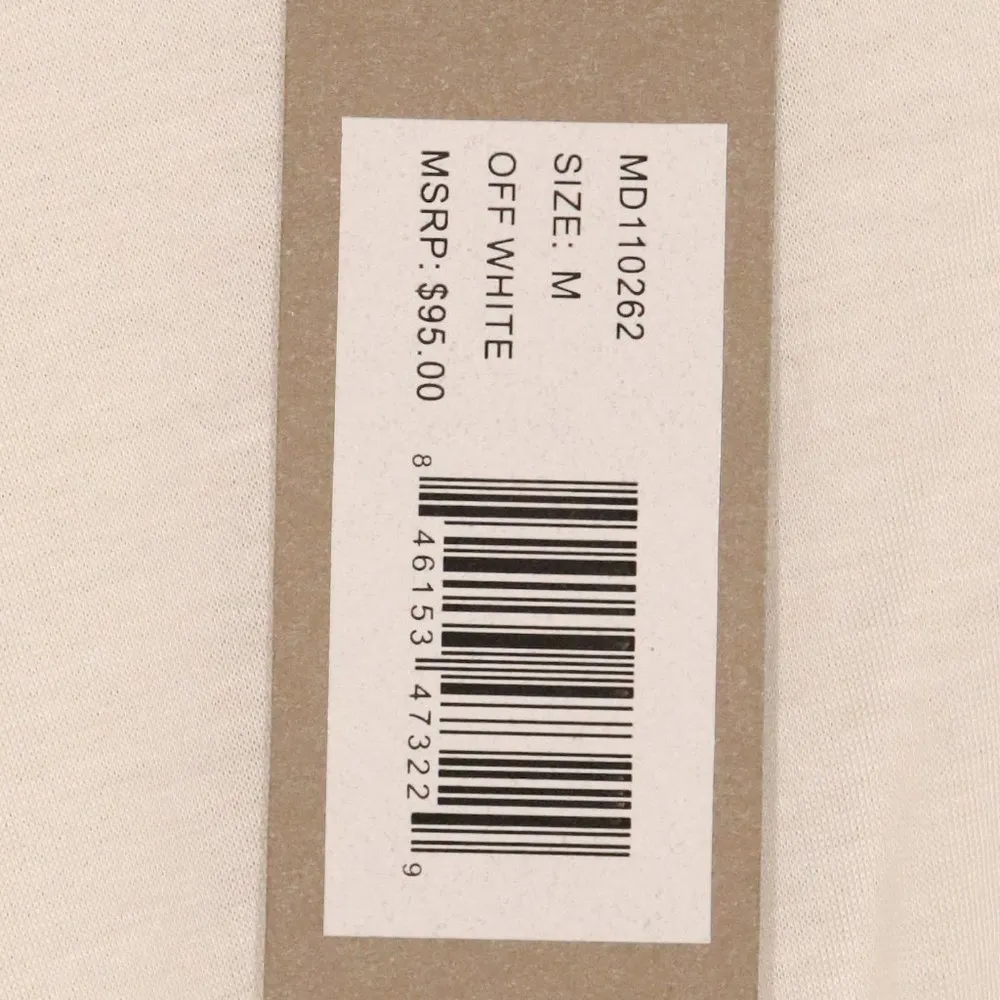 MD110262
SIZE: M
OFF WHITE
MSRP: $95.00
8 46153 47322 9